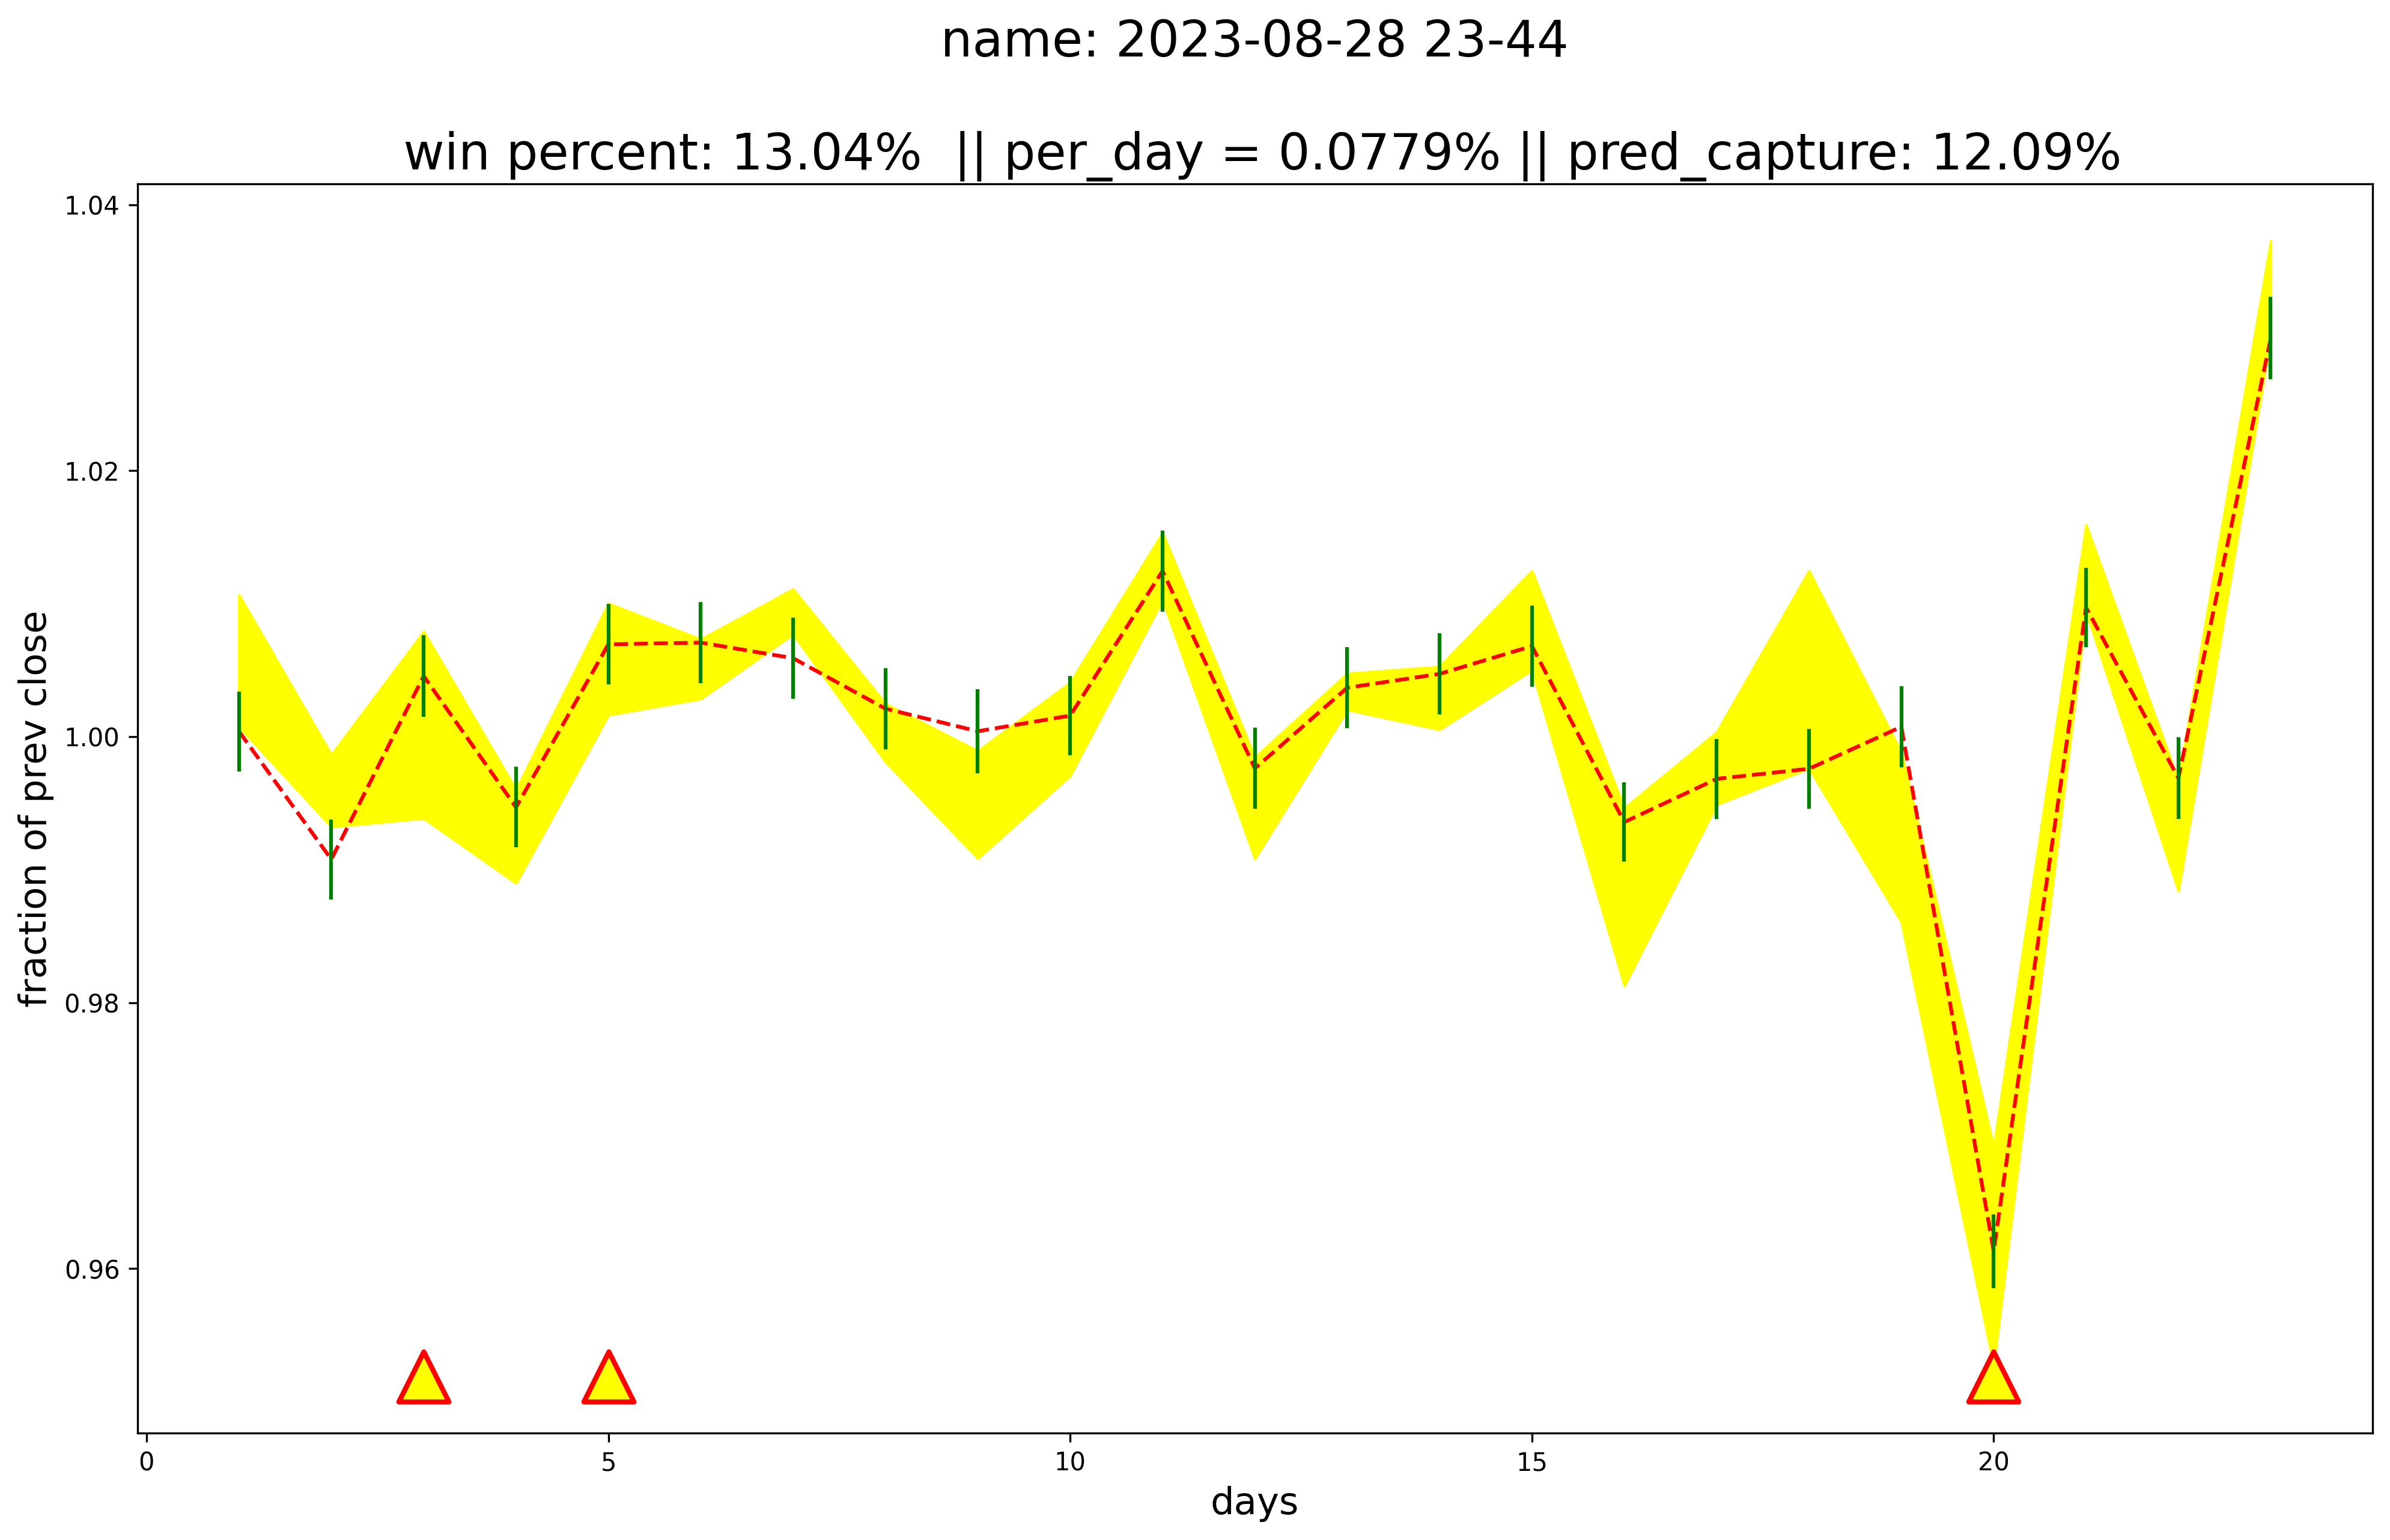 name: 2023-08-28 23-44
win percent: 13.04%  || per_day = 0.0779% || pred_capture: 12.09%
1.04
1.02
1.00
0.98
0.96
fraction of prev close
0
5
10
15
20
days